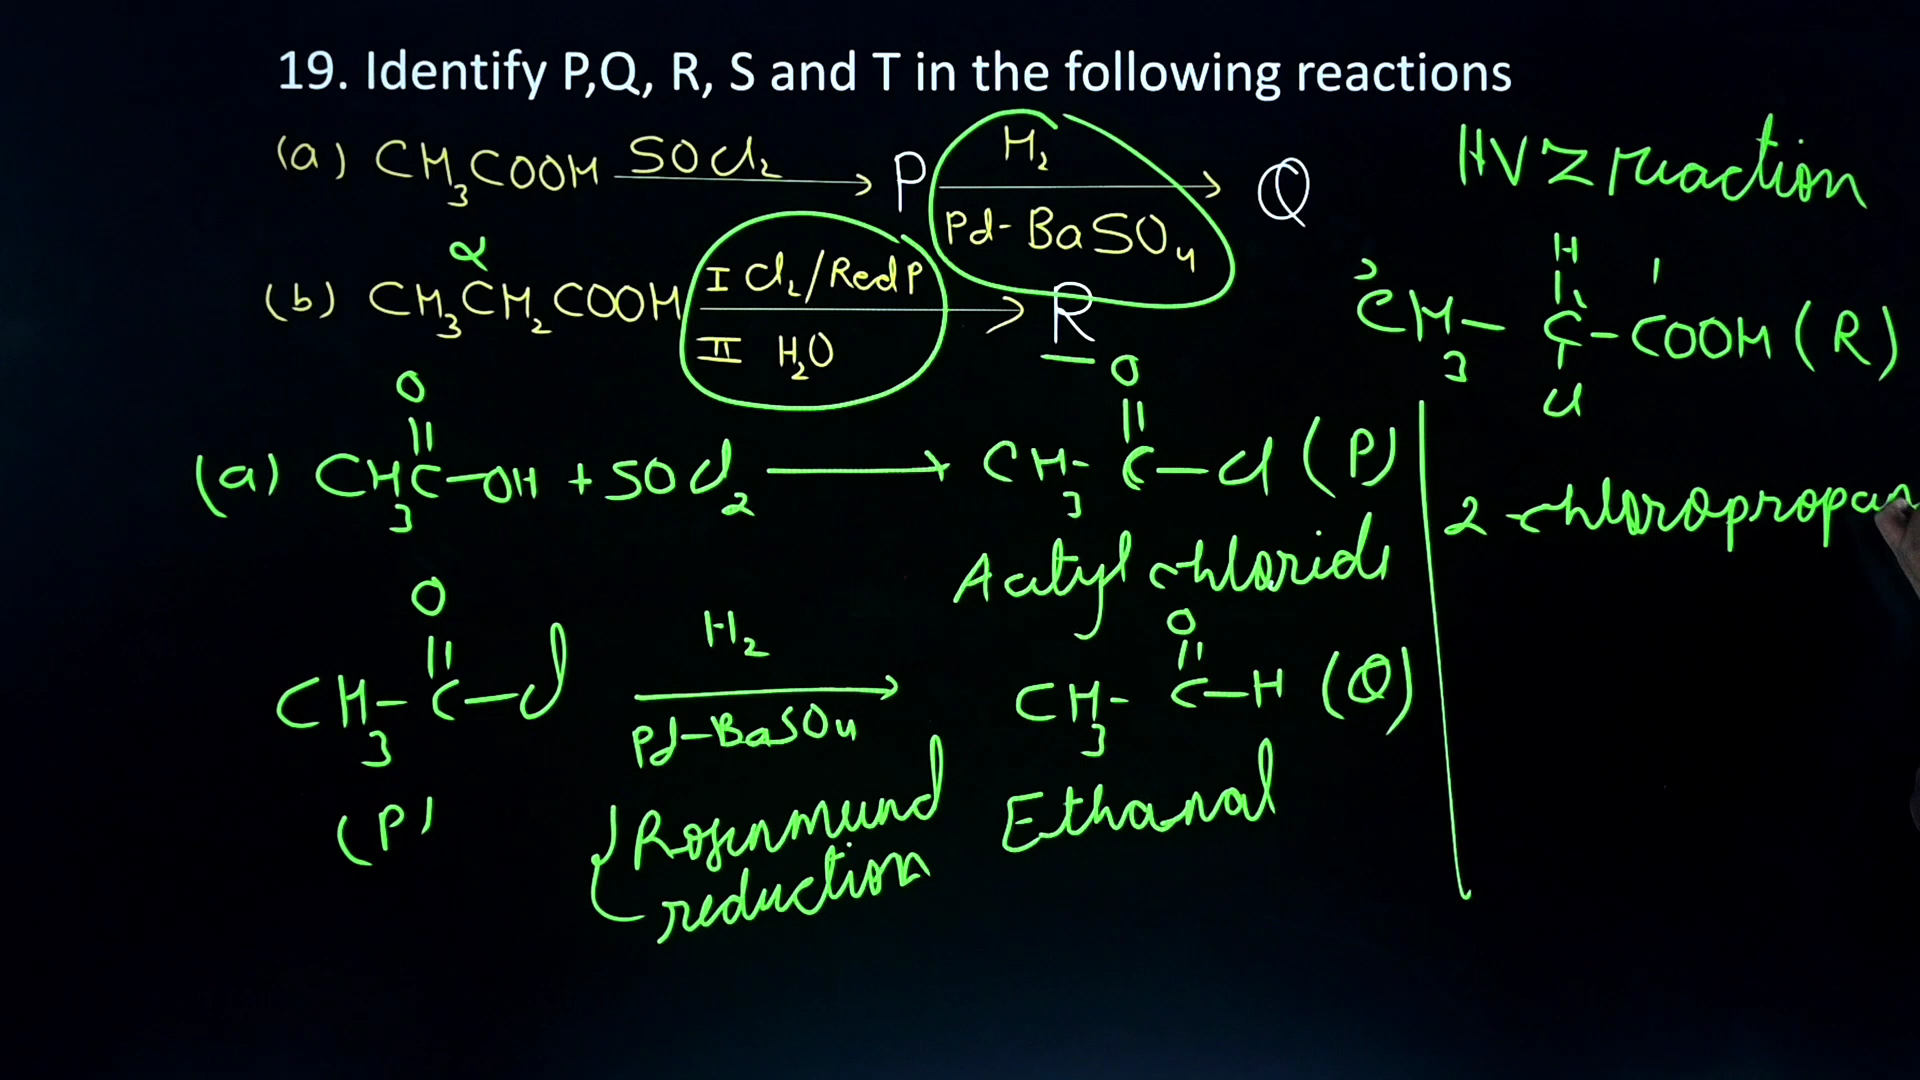 19. Identify P,Q, R, S and T in the following reactions
(a) CH₃COOH —SOCl₂→ P —H₂ / Pd-BaSO₄→ Q
HVZ reaction
α
(b) CH₃CH₂COOH —I Cl₂/Red P / II H₂O→ R
H
3 1
CH₃-C-COOH (R)
Cl
O O
|| ||
(a) CH₃C-OH + SOCl₂ → CH₃-C-Cl (P)
Acetyl chloride
2-chloropropan
O H₂ O
|| ||
CH₃-C-Cl → CH₃-C-H (Q)
Pd-BaSO₄
(P)
Rosenmund
reduction
Ethanal